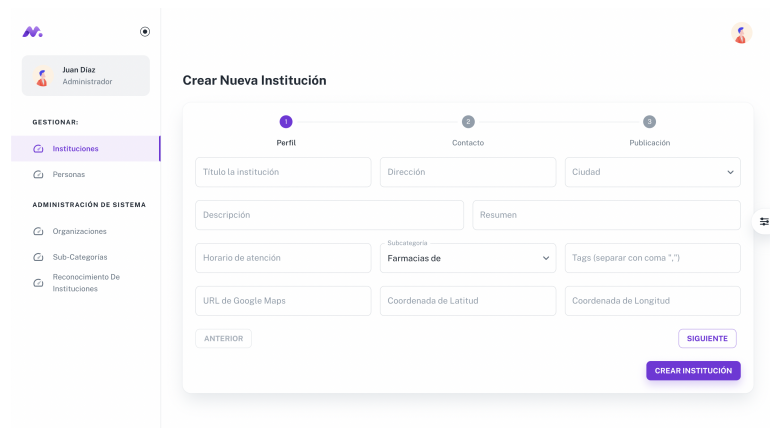 Juan Díaz
Administrador
GESTIONAR:
Instituciones
Personas
ADMINISTRACIÓN DE SISTEMA
Organizaciones
Sub-Categorías
Reconocimiento De
Instituciones
Crear Nueva Institución
1
2
3
Perfil
Contacto
Publicación
Título la institución
Dirección
Ciudad
Descripción
Resumen
Horario de atención
Subcategoría
Farmacias de
Tags (separar con coma ",")
URL de Google Maps
Coordenada de Latitud
Coordenada de Longitud
ANTERIOR
SIGUIENTE
CREAR INSTITUCIÓN